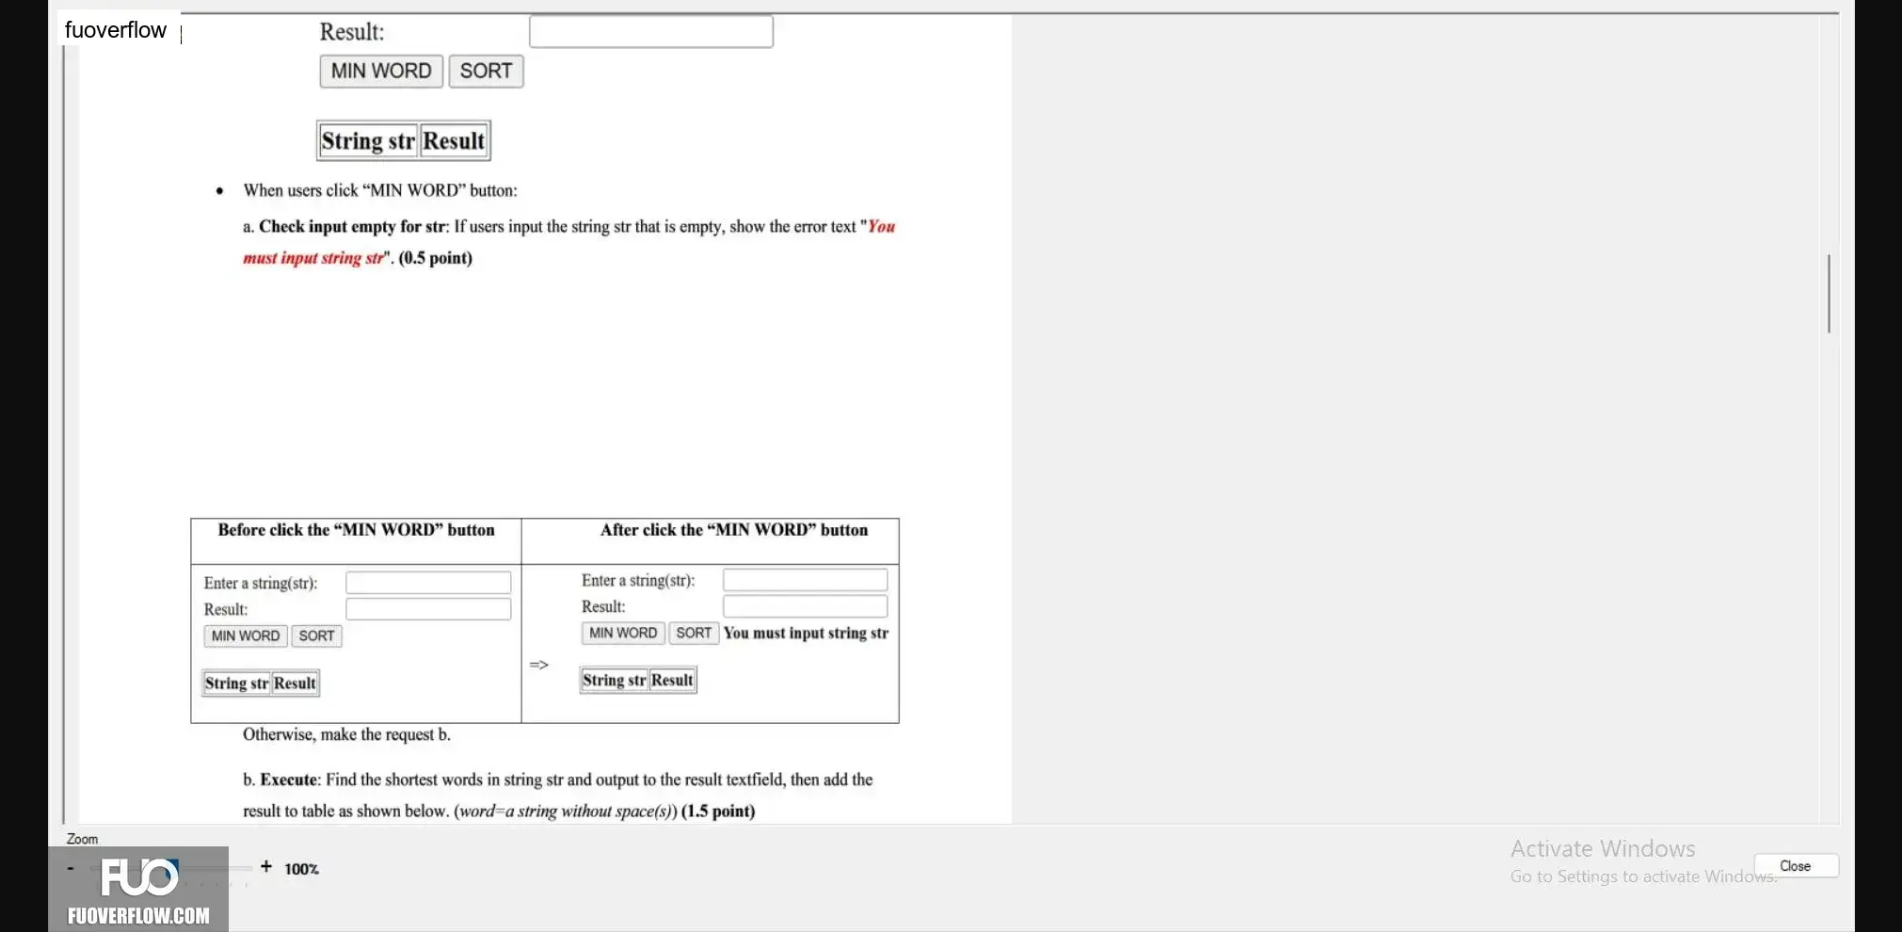 fuoverflow
Result:
MIN WORD SORT
String str Result
• When users click “MIN WORD” button:
a. Check input empty for str: If users input the string str that is empty, show the error text "You
must input string str". (0.5 point)
Before click the “MIN WORD” button After click the “MIN WORD” button
Enter a string(str):
Result:
MIN WORD SORT
String str Result
=>
Enter a string(str):
Result:
MIN WORD SORT You must input string str
String str Result
Otherwise, make the request b.
b. Execute: Find the shortest words in string str and output to the result textfield, then add the
result to table as shown below. (word=a string without space(s)) (1.5 point)
Zoom
- + 100%
FUO
FUOVERFLOW.COM
Activate Windows
Go to Settings to activate Windows.
Close